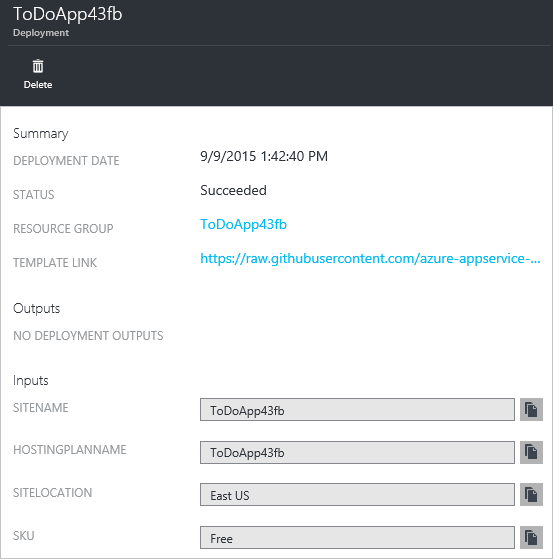 ToDoApp43fb
Deployment
Delete
Summary
DEPLOYMENT DATE 9/9/2015 1:42:40 PM
STATUS Succeeded
RESOURCE GROUP ToDoApp43fb
TEMPLATE LINK https://raw.githubusercontent.com/azure-appservice-...
Outputs
NO DEPLOYMENT OUTPUTS
Inputs
SITENAME ToDoApp43fb
HOSTINGPLANNAME ToDoApp43fb
SITELOCATION East US
SKU Free